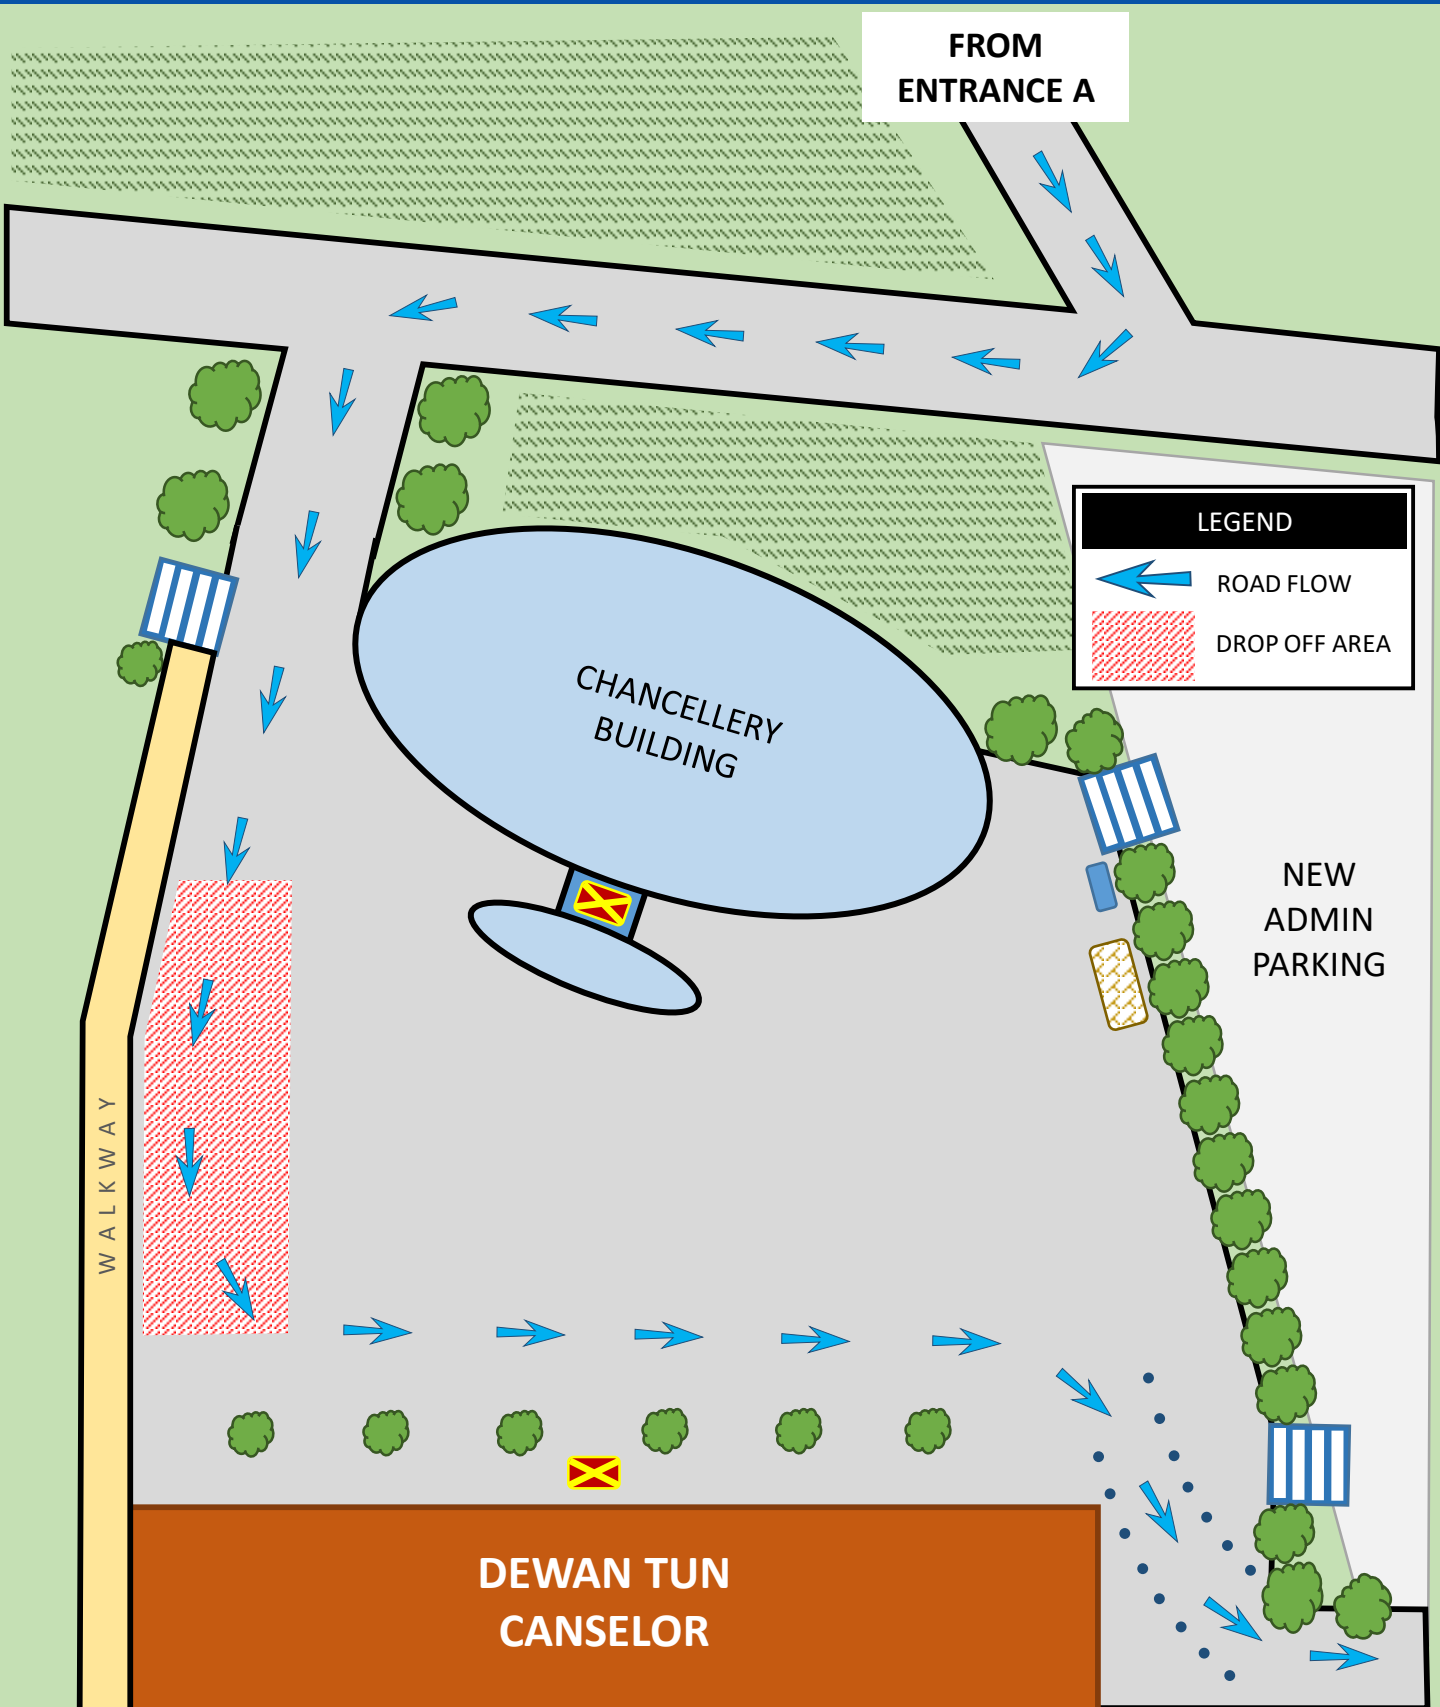 FROM
ENTRANCE A
LEGEND
ROAD FLOW
DROP OFF AREA
CHANCELLERY
BUILDING
NEW
ADMIN
PARKING
WALKWAY
DEWAN TUN
CANSELOR